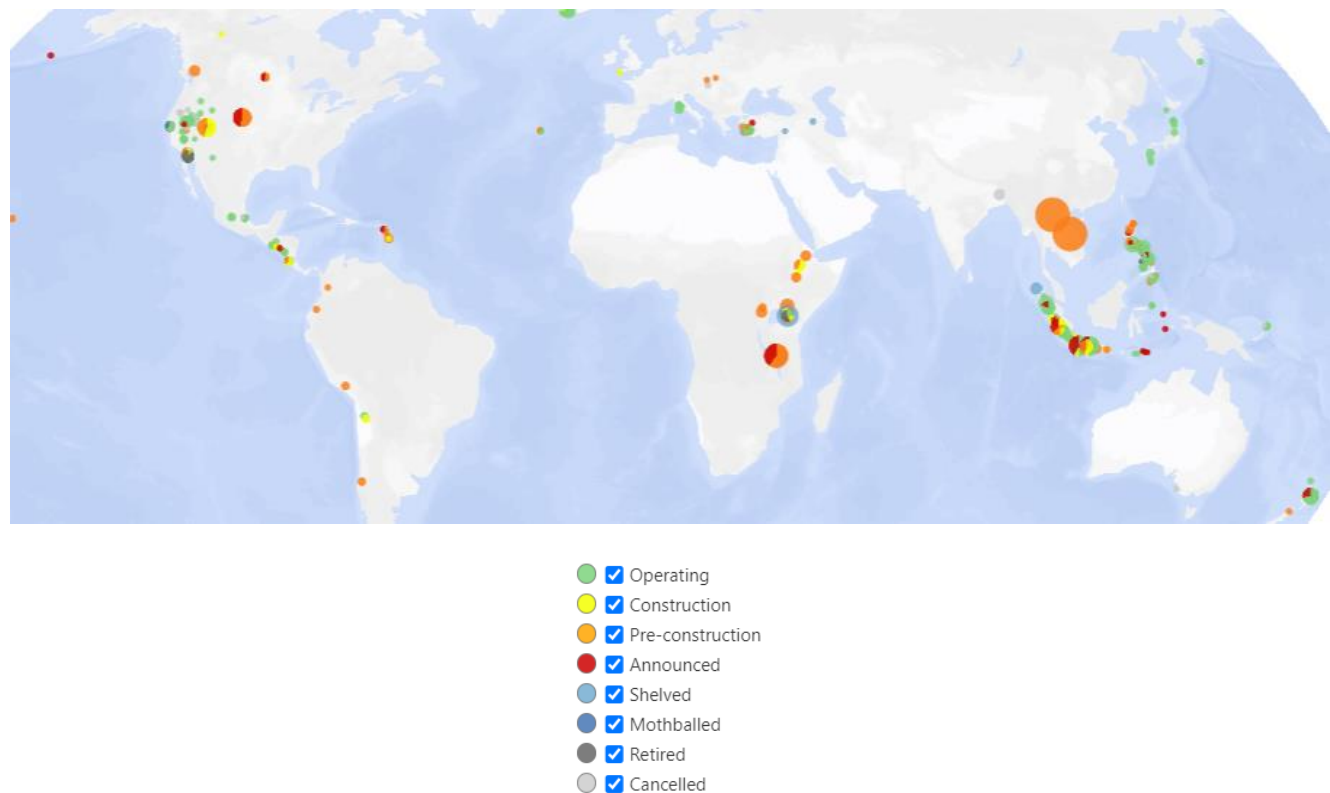 Operating
Construction
Pre-construction
Announced
Shelved
Mothballed
Retired
Cancelled